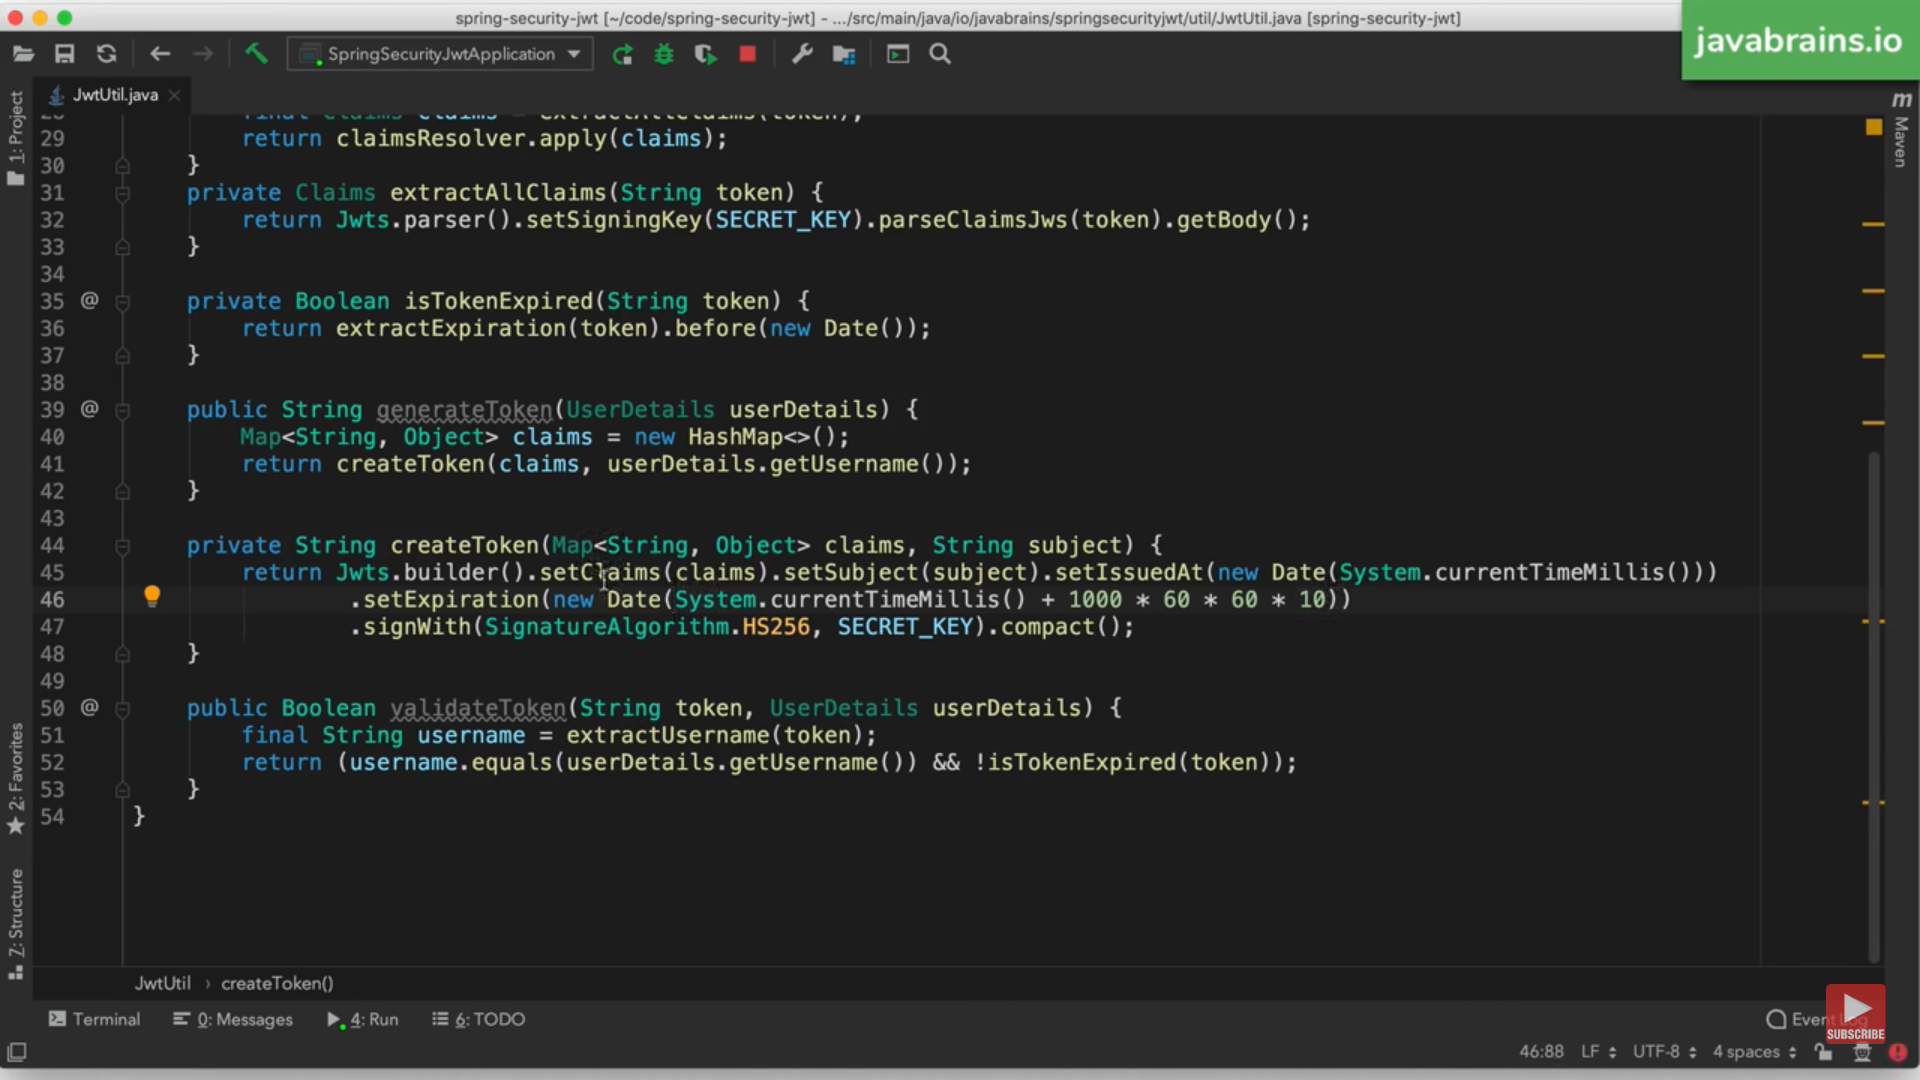 spring-security-jwt [~/code/spring-security-jwt] - .../src/main/java/io/javabrains/springsecurityjwt/util/JwtUtil.java [spring-security-jwt]
javabrains.io
SpringSecurityJwtApplication
JwtUtil.java
1: Project
m
Maven
28 final Claims claims = extractAllClaims(token);
29 return claimsResolver.apply(claims);
30 }
31 private Claims extractAllClaims(String token) {
32 return Jwts.parser().setSigningKey(SECRET_KEY).parseClaimsJws(token).getBody();
33 }
34
35 @ private Boolean isTokenExpired(String token) {
36 return extractExpiration(token).before(new Date());
37 }
38
39 @ public String generateToken(UserDetails userDetails) {
40 Map<String, Object> claims = new HashMap<>();
41 return createToken(claims, userDetails.getUsername());
42 }
43
44 private String createToken(Map<String, Object> claims, String subject) {
45 return Jwts.builder().setClaims(claims).setSubject(subject).setIssuedAt(new Date(System.currentTimeMillis()))
46 .setExpiration(new Date(System.currentTimeMillis() + 1000 * 60 * 60 * 10))
47 .signWith(SignatureAlgorithm.HS256, SECRET_KEY).compact();
48 }
49
50 @ public Boolean validateToken(String token, UserDetails userDetails) {
51 final String username = extractUsername(token);
52 return (username.equals(userDetails.getUsername()) && !isTokenExpired(token));
53 }
54 }
2: Favorites
7: Structure
JwtUtil › createToken()
Terminal 0: Messages 4: Run 6: TODO
Event Log
SUBSCRIBE
46:88 LF UTF-8 4 spaces